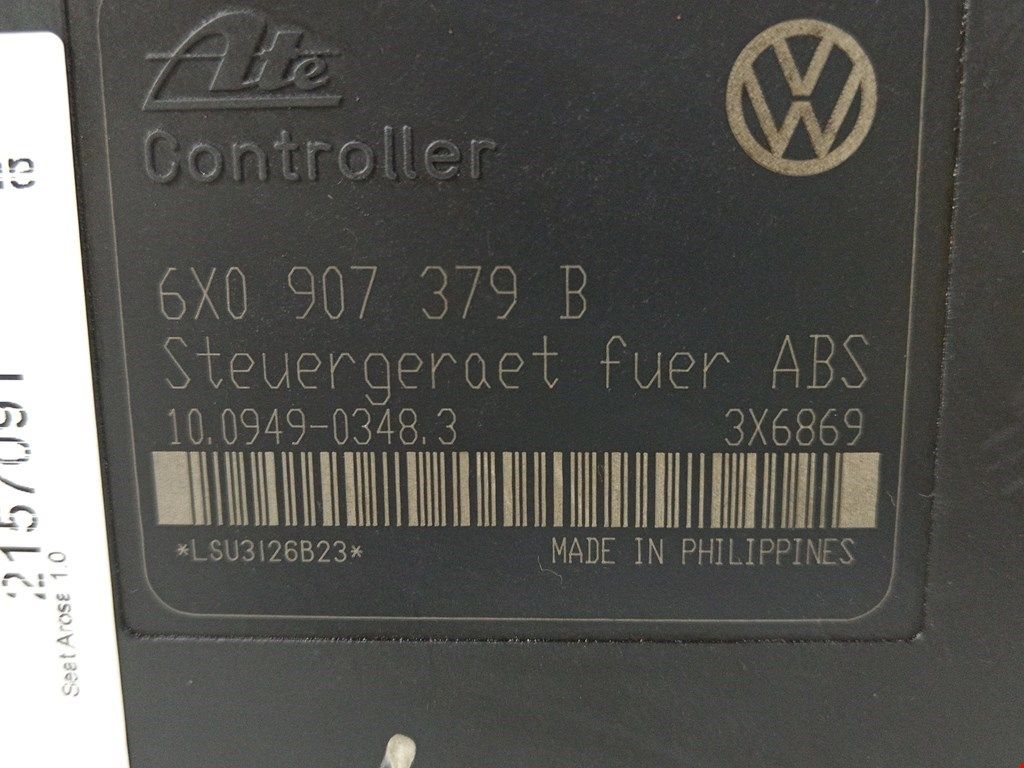 Ate
Controller
6X0 907 379 B
Steuergeraet fuer ABS
10.0949-0348.3 3X6869
*LSU3126B23*
MADE IN PHILIPPINES
Seat Arosa 1.0